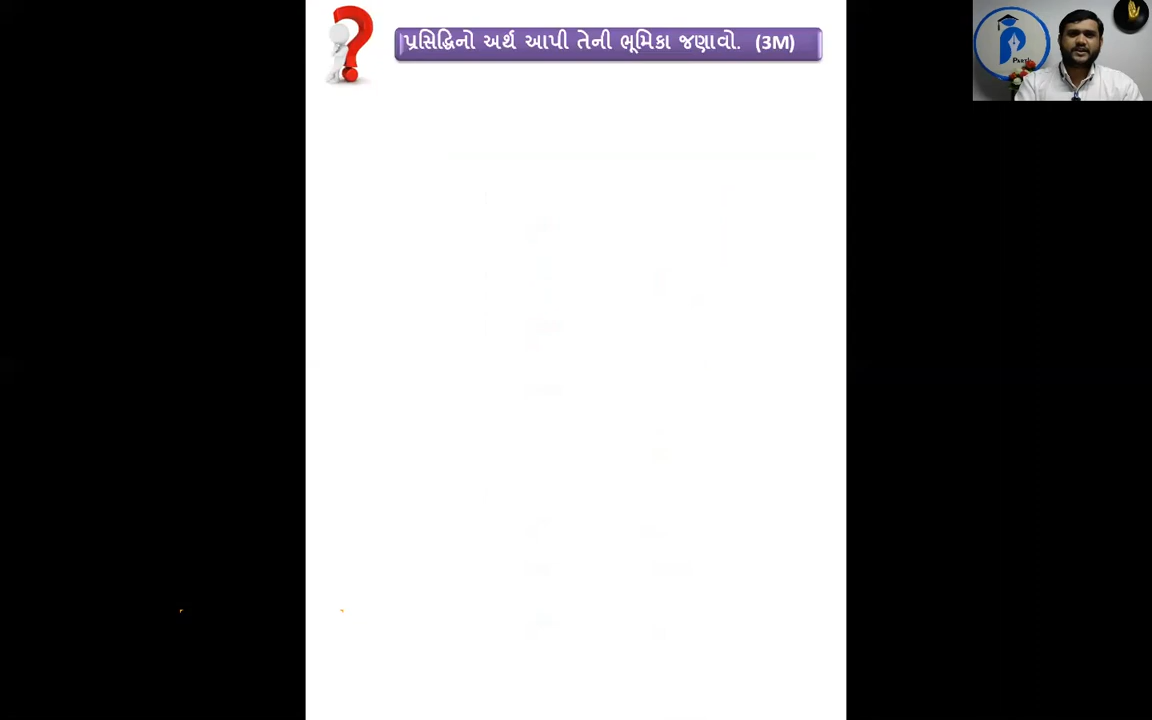 પ્રસિદ્ધિનો અર્થ આપી તેની ભૂમિકા જણાવો. (3M)